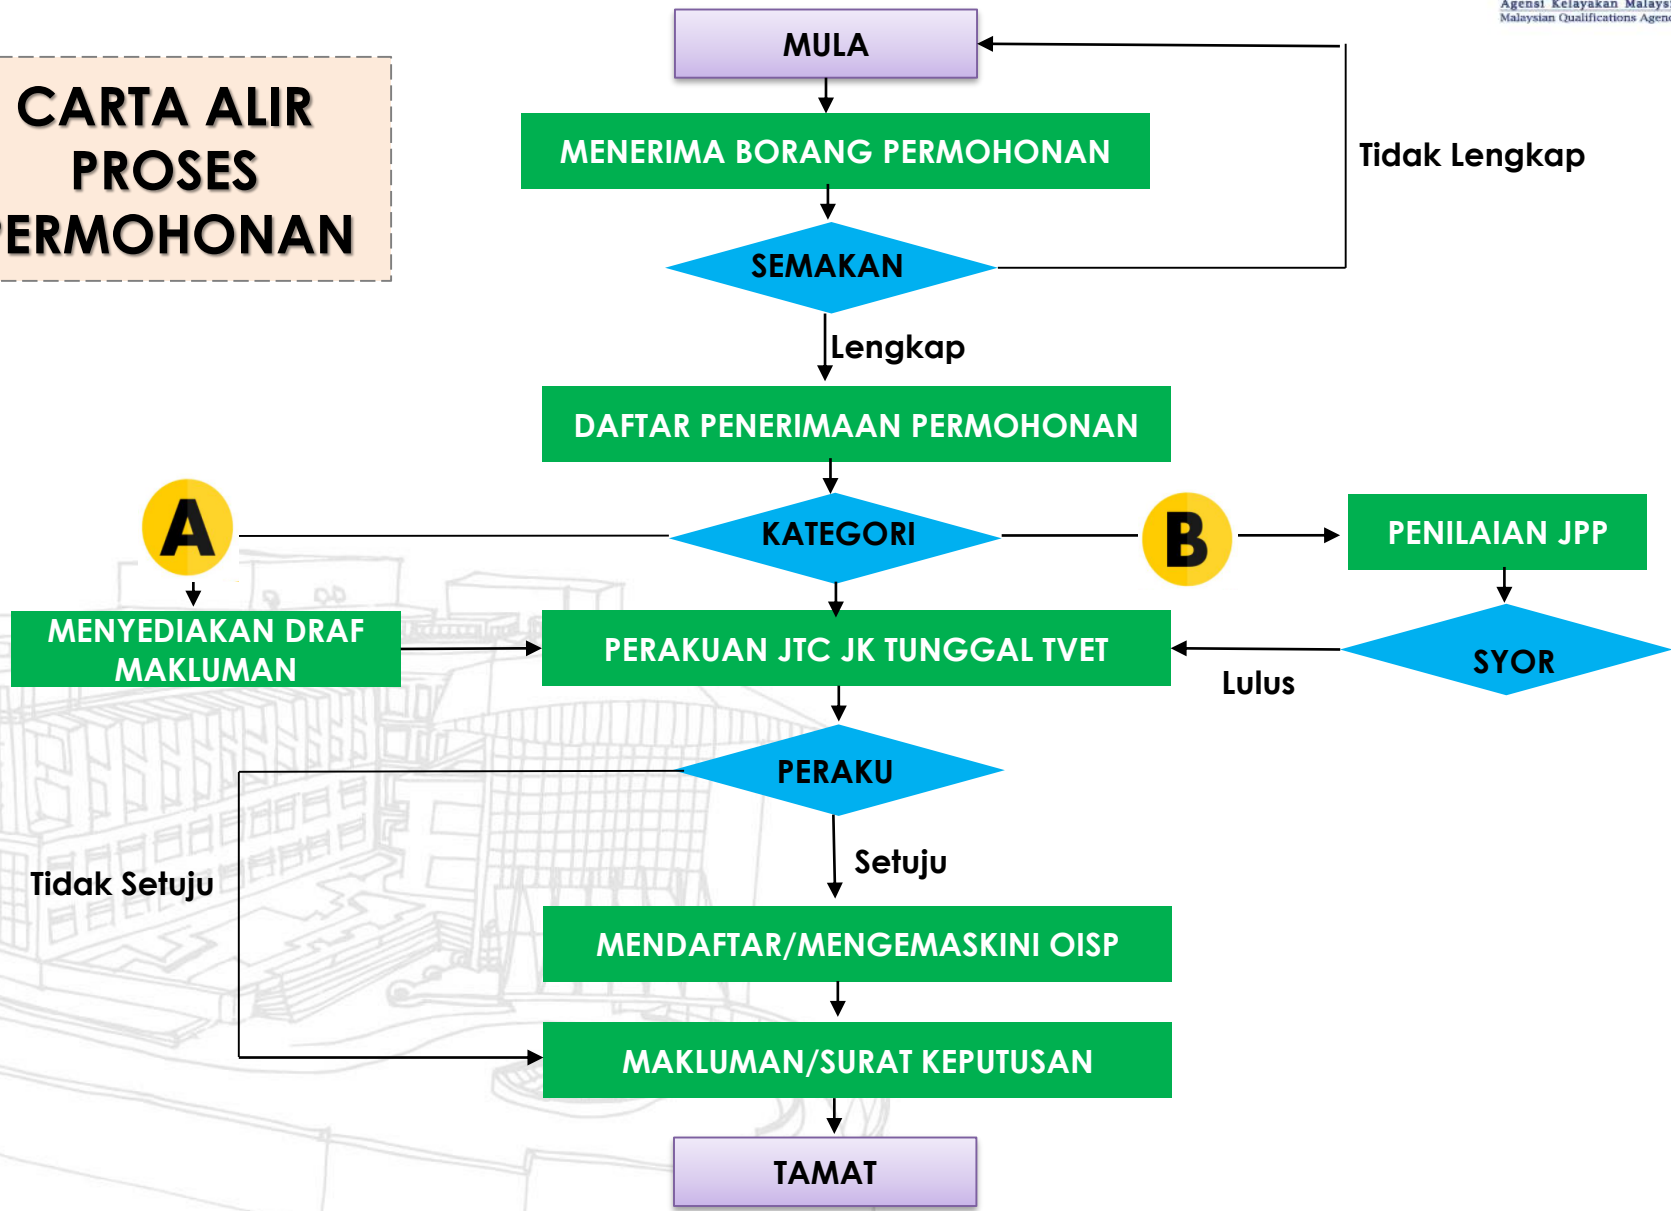 Agensi Kelayakan Malaysi
Malaysian Qualifications Agenc
CARTA ALIR
PROSES
PERMOHONAN
MULA
MENERIMA BORANG PERMOHONAN
Tidak Lengkap
SEMAKAN
Lengkap
DAFTAR PENERIMAAN PERMOHONAN
A
KATEGORI
B
PENILAIAN JPP
MENYEDIAKAN DRAF
MAKLUMAN
PERAKUAN JTC JK TUNGGAL TVET
Lulus
SYOR
PERAKU
Tidak Setuju
Setuju
MENDAFTAR/MENGEMASKINI OISP
MAKLUMAN/SURAT KEPUTUSAN
TAMAT